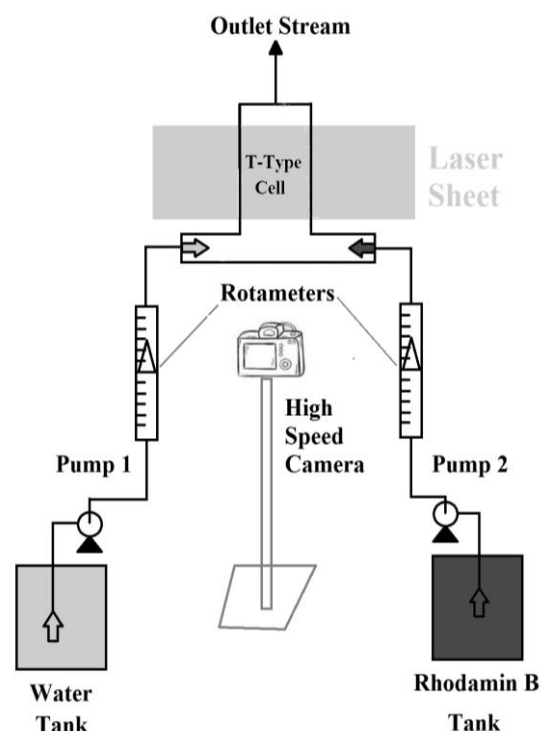 Outlet Stream
T-Type
Cell
Laser
Sheet
Rotameters
High
Speed
Camera
Pump 1
Pump 2
Water
Tank
Rhodamin B
Tank